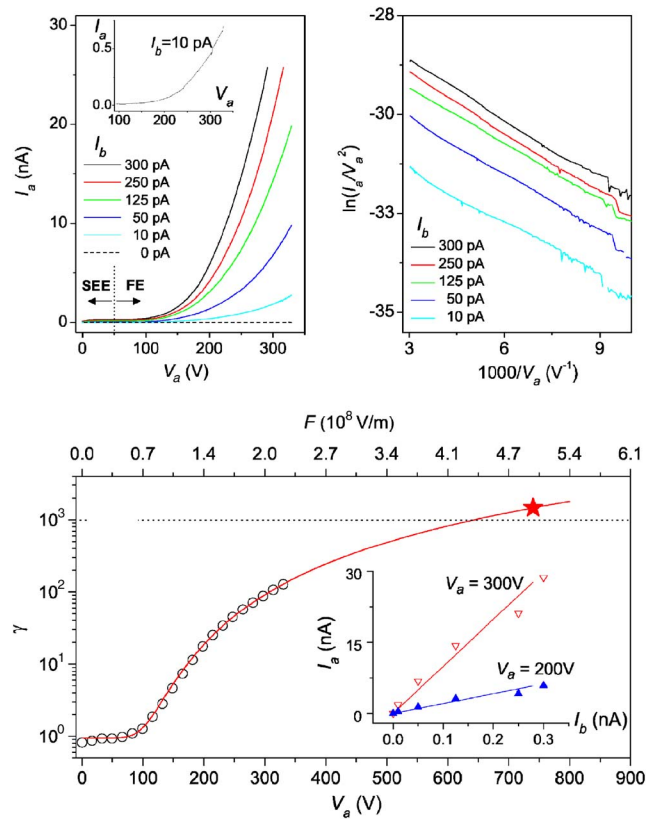 I_a
0.5
0.0
I_b=10 pA
V_a
100 200 300
I_b
300 pA
250 pA
125 pA
50 pA
10 pA
0 pA
SEE FE
I_a (nA)
30
20
10
0
0 50 100 150 200 250 300
V_a (V)
ln(I_a/V_a^2)
-29
-30
-33
-35
I_b
300 pA
250 pA
125 pA
50 pA
10 pA
3 6 9
1000/V_a (V^-1)
F (10^8 V/m)
0.0 0.7 1.4 2.0 2.7 3.4 4.1 4.7 5.4 6.1
γ
10^3
10^2
10^1
10^0
I_a (nA)
30
15
0
V_a = 300V
V_a = 200V
0.0 0.1 0.2 0.3
I_b (nA)
0 100 200 300 400 500 600 700 800 900
V_a (V)